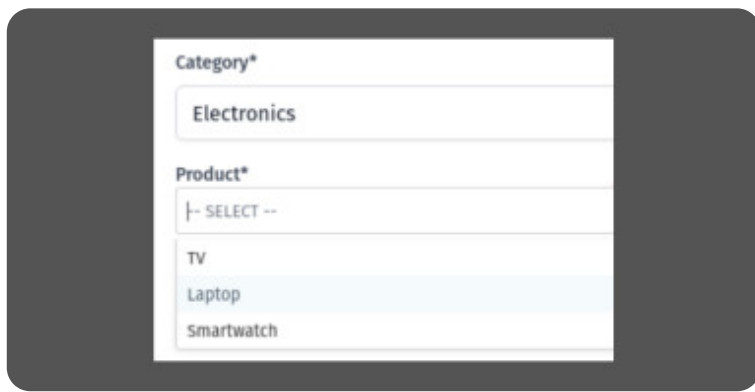 Category*
Electronics
Product*
-- SELECT --
TV
Laptop
Smartwatch